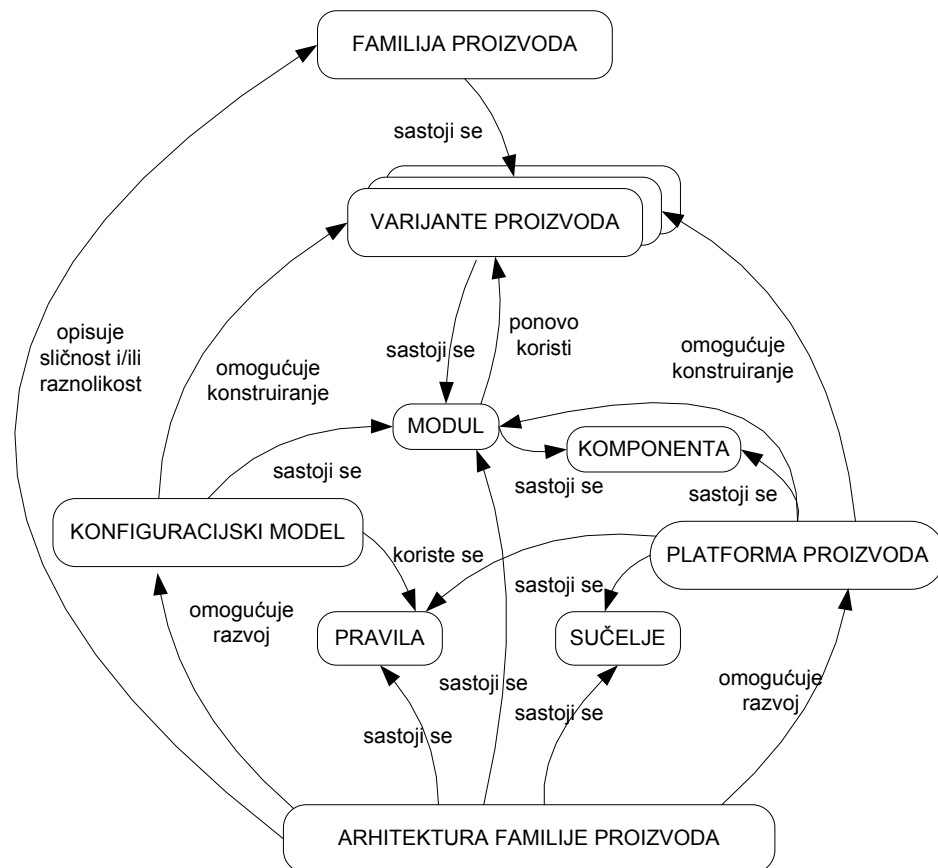 FAMILIJA PROIZVODA
sastoji se
VARIJANTE PROIZVODA
opisuje
sličnost i/ili
raznolikost
omogućuje
konstruiranje
sastoji se
ponovo
koristi
omogućuje
konstruiranje
MODUL
KOMPONENTA
sastoji se
sastoji se
sastoji se
KONFIGURACIJSKI MODEL
koriste se
PLATFORMA PROIZVODA
sastoji se
omogućuje
razvoj
PRAVILA
SUČELJE
sastoji se
omogućuje
razvoj
sastoji se
sastoji se
ARHITEKTURA FAMILIJE PROIZVODA